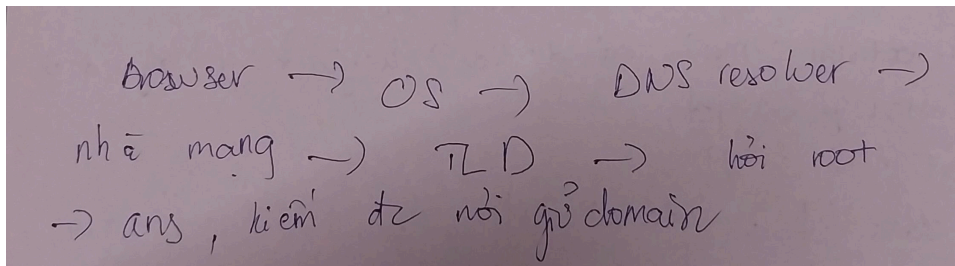 browser → OS → DNS resolver →
nhà mạng → TLD → hỏi root
→ ans, kiếm đc nơi giữ domain